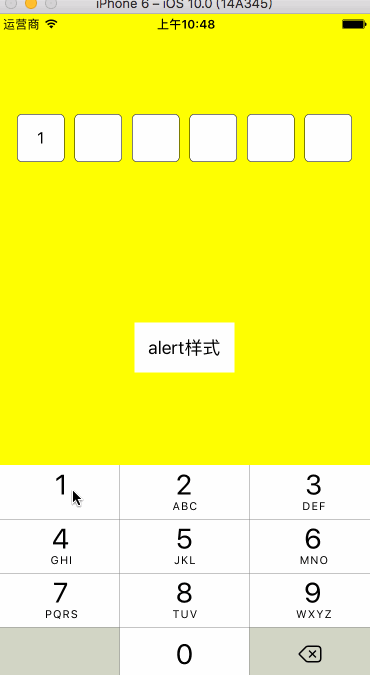 iPhone 6 – iOS 10.0 (14A345)
运营商 上午10:48
1
alert样式
1 2 3
ABC DEF
4 5 6
GHI JKL MNO
7 8 9
PQRS TUV WXYZ
0